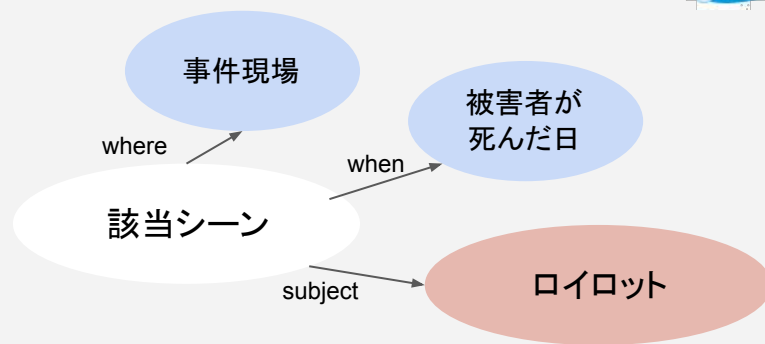 事件現場
被害者が
死んだ日
where
when
該当シーン
subject
ロイロット